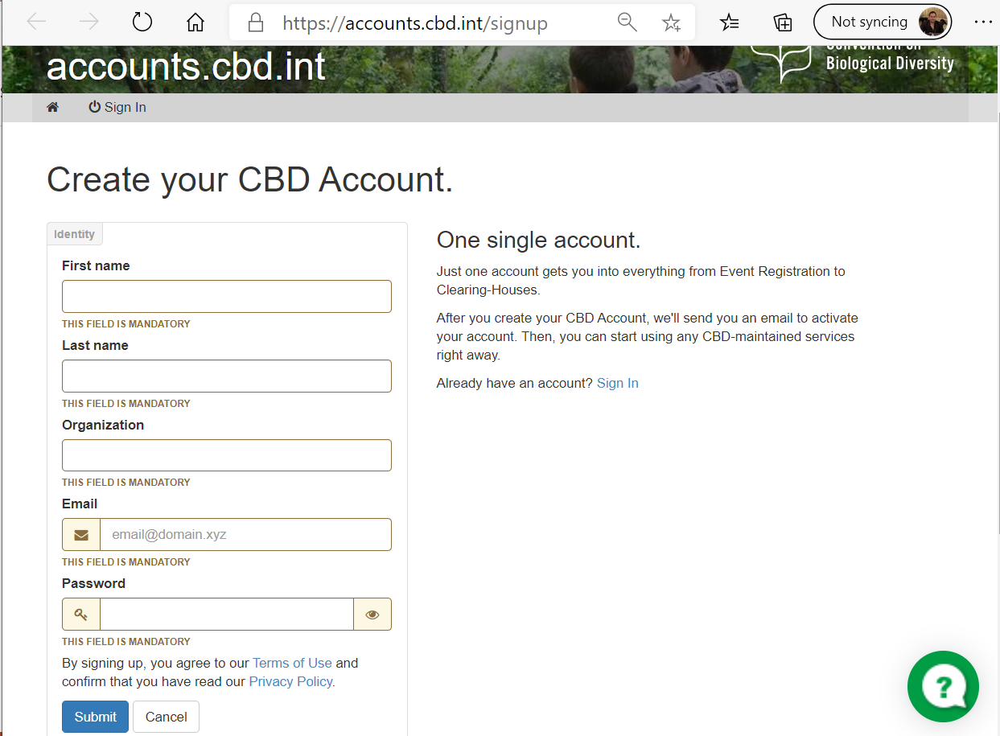 https://accounts.cbd.int/signup
Not syncing
accounts.cbd.int
Biological Diversity
Sign In
Create your CBD Account.
Identity
First name
THIS FIELD IS MANDATORY
Last name
THIS FIELD IS MANDATORY
Organization
THIS FIELD IS MANDATORY
Email
email@domain.xyz
THIS FIELD IS MANDATORY
Password
THIS FIELD IS MANDATORY
By signing up, you agree to our Terms of Use and
confirm that you have read our Privacy Policy.
Submit Cancel
One single account.
Just one account gets you into everything from Event Registration to
Clearing-Houses.
After you create your CBD Account, we'll send you an email to activate
your account. Then, you can start using any CBD-maintained services
right away.
Already have an account? Sign In
?